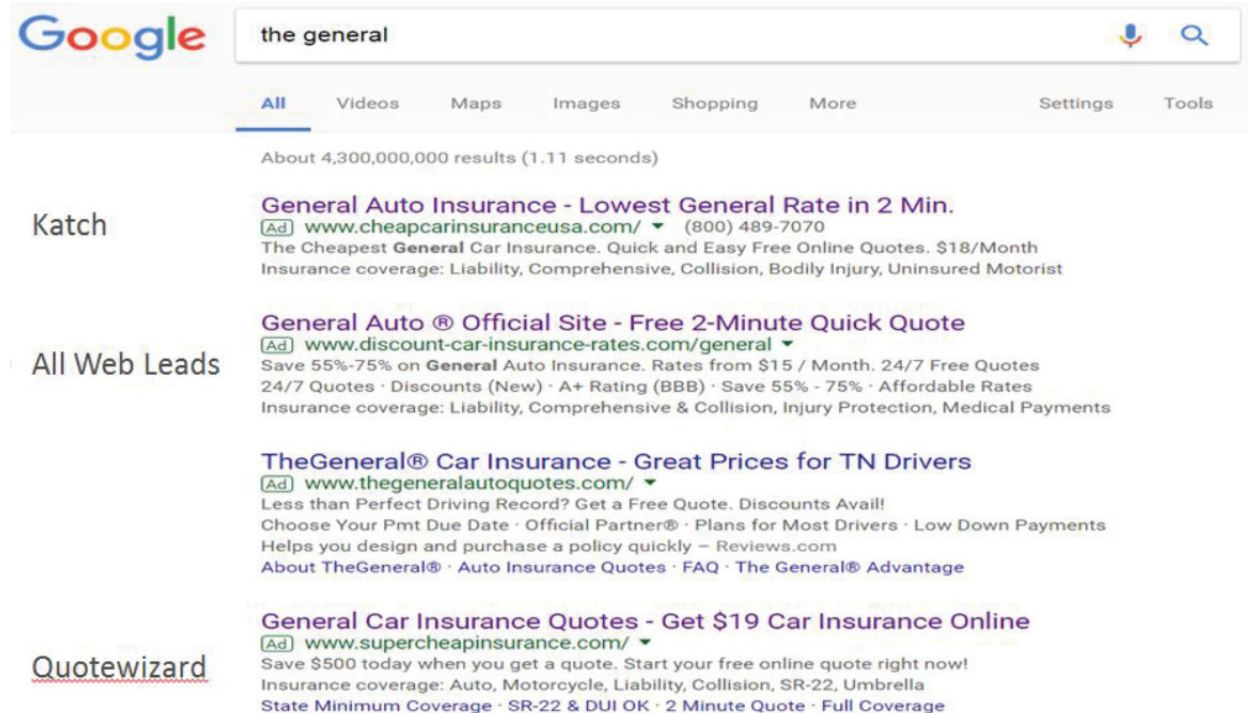 Google the general
All Videos Maps Images Shopping More Settings Tools
About 4,300,000,000 results (1.11 seconds)
Katch
General Auto Insurance - Lowest General Rate in 2 Min.
Ad www.cheapcarinsuranceusa.com/ (800) 489-7070
The Cheapest General Car Insurance. Quick and Easy Free Online Quotes. $18/Month
Insurance coverage: Liability, Comprehensive, Collision, Bodily Injury, Uninsured Motorist
All Web Leads
General Auto ® Official Site - Free 2-Minute Quick Quote
Ad www.discount-car-insurance-rates.com/general
Save 55%-75% on General Auto Insurance. Rates from $15 / Month. 24/7 Free Quotes
24/7 Quotes · Discounts (New) · A+ Rating (BBB) · Save 55% - 75% · Affordable Rates
Insurance coverage: Liability, Comprehensive & Collision, Injury Protection, Medical Payments
TheGeneral® Car Insurance - Great Prices for TN Drivers
Ad www.thegeneralautoquotes.com/
Less than Perfect Driving Record? Get a Free Quote. Discounts Avail!
Choose Your Pmt Due Date · Official Partner® · Plans for Most Drivers · Low Down Payments
Helps you design and purchase a policy quickly – Reviews.com
About TheGeneral® · Auto Insurance Quotes · FAQ · The General® Advantage
Quotewizard
General Car Insurance Quotes - Get $19 Car Insurance Online
Ad www.supercheapinsurance.com/
Save $500 today when you get a quote. Start your free online quote right now!
Insurance coverage: Auto, Motorcycle, Liability, Collision, SR-22, Umbrella
State Minimum Coverage · SR-22 & DUI OK · 2 Minute Quote · Full Coverage